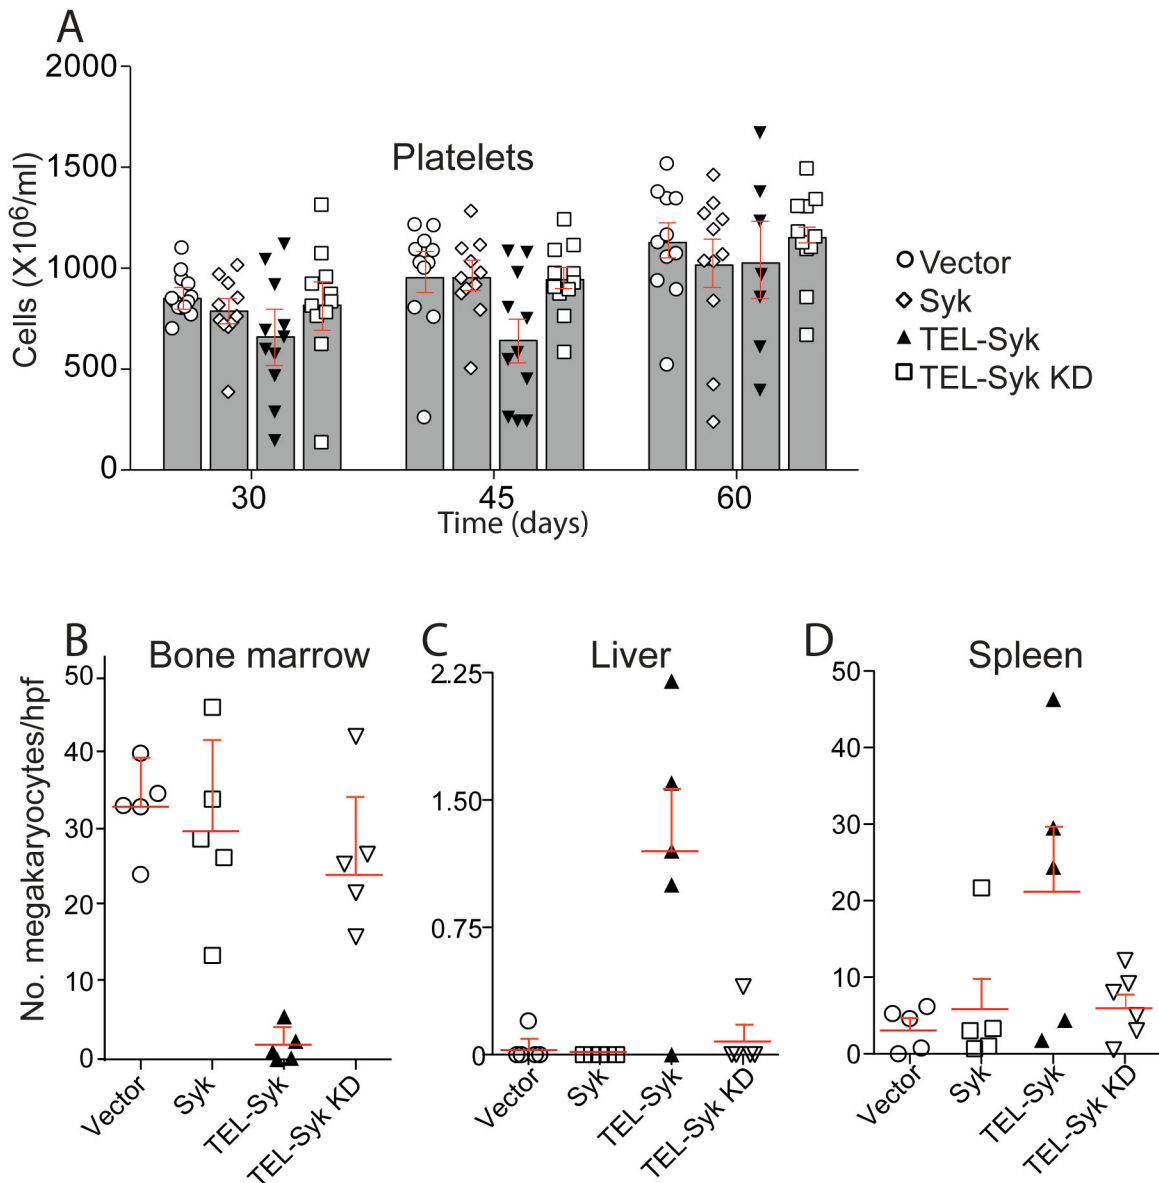 A
2000
1500
1000
500
0
Cells (X10⁶/ml)
Platelets
30
45
60
Time (days)
Vector
Syk
TEL-Syk
TEL-Syk KD
B
Bone marrow
50
40
30
20
10
0
No. megakaryocytes/hpf
Vector
Syk
TEL-Syk
TEL-Syk KD
C
Liver
2.25
1.50
0.75
0
Vector
Syk
TEL-Syk
TEL-Syk KD
D
Spleen
50
40
30
20
10
0
Vector
Syk
TEL-Syk
TEL-Syk KD